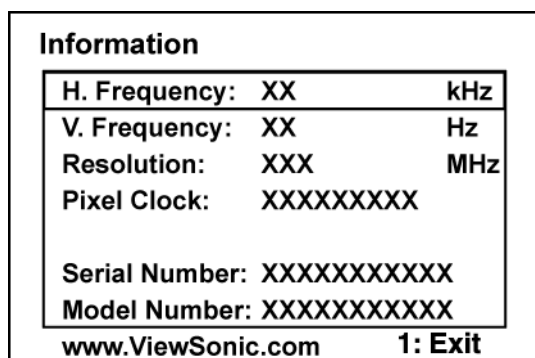 Information
H. Frequency: XX kHz
V. Frequency: XX Hz
Resolution: XXX MHz
Pixel Clock: XXXXXXXXX
Serial Number: XXXXXXXXXXX
Model Number: XXXXXXXXXXX
www.ViewSonic.com 1: Exit